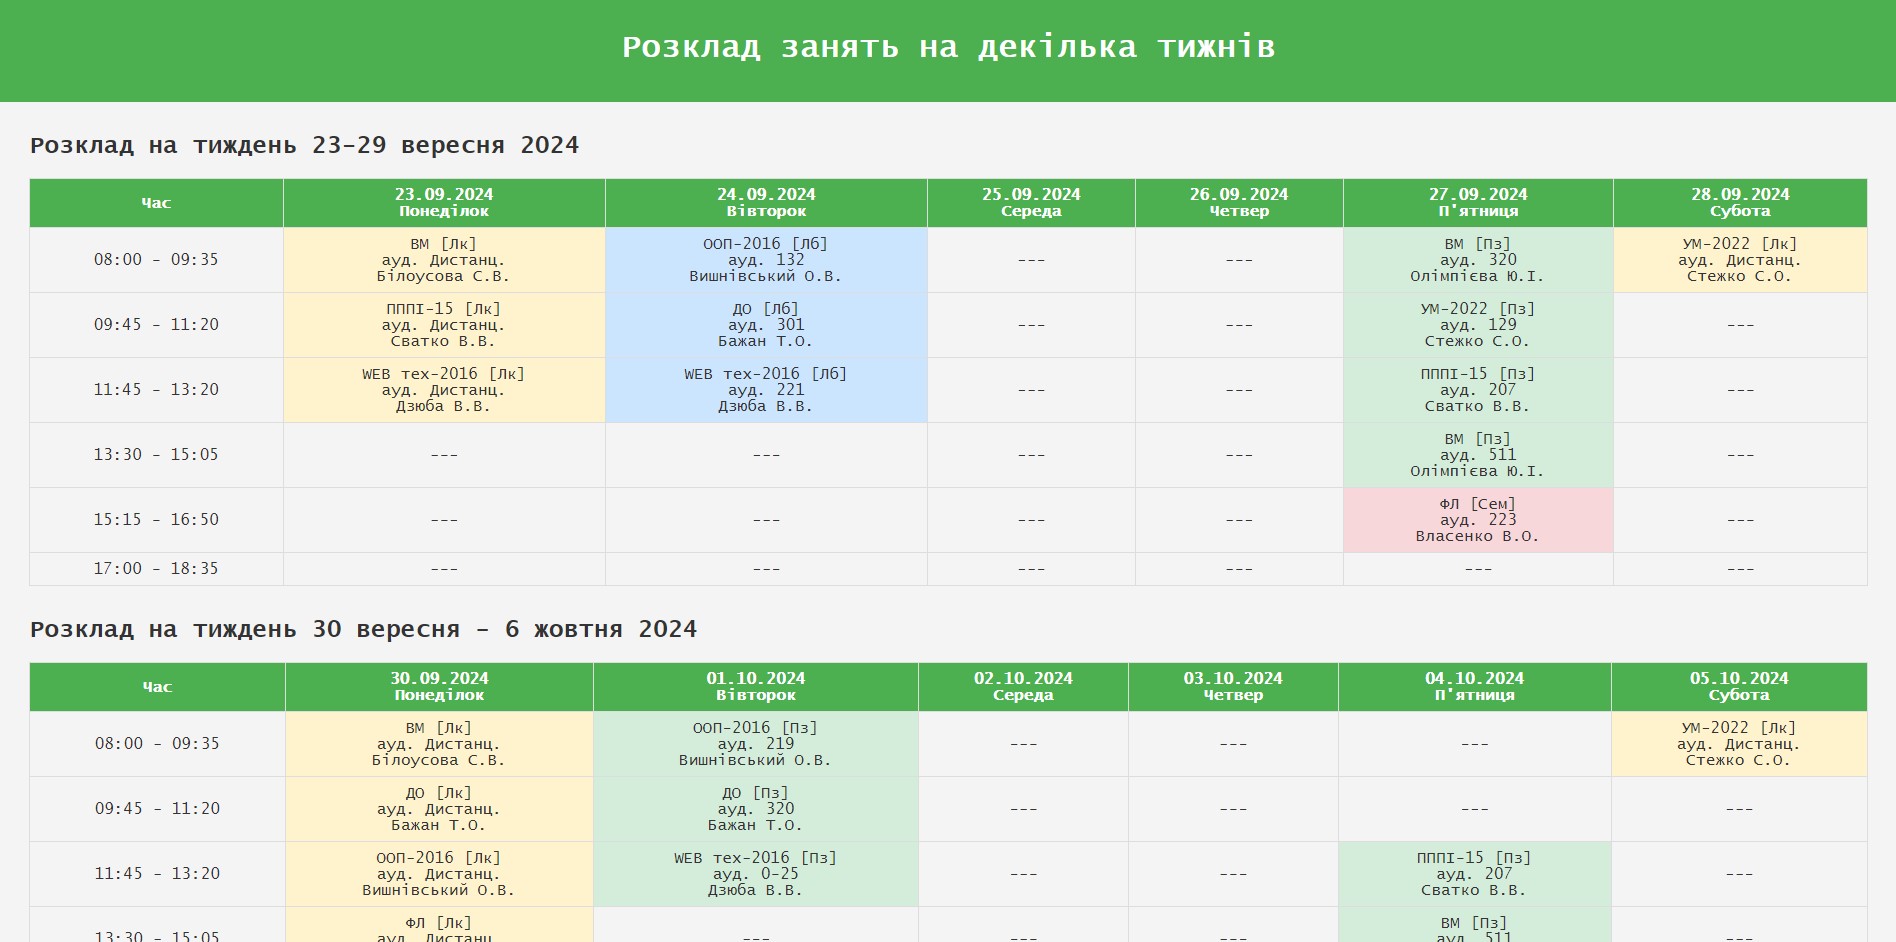 Розклад занять на декілька тижнів
Розклад на тиждень 23-29 вересня 2024
Час
23.09.2024
Понеділок
24.09.2024
Вівторок
25.09.2024
Середа
26.09.2024
Четвер
27.09.2024
П'ятниця
28.09.2024
Субота
08:00 - 09:35
ВМ [Лк]
ауд. Дистанц.
Білоусова С.В.
ООП-2016 [Лб]
ауд. 132
Вишнівський О.В.
---
---
ВМ [Пз]
ауд. 320
Олімпієва Ю.І.
УМ-2022 [Лк]
ауд. Дистанц.
Стежко С.О.
09:45 - 11:20
ПППІ-15 [Лк]
ауд. Дистанц.
Сватко В.В.
ДО [Лб]
ауд. 301
Бажан Т.О.
---
---
УМ-2022 [Пз]
ауд. 129
Стежко С.О.
---
11:45 - 13:20
WEB тех-2016 [Лк]
ауд. Дистанц.
Дзюба В.В.
WEB тех-2016 [Лб]
ауд. 221
Дзюба В.В.
---
---
ПППІ-15 [Пз]
ауд. 207
Сватко В.В.
---
13:30 - 15:05
---
---
---
---
ВМ [Пз]
ауд. 511
Олімпієва Ю.І.
---
15:15 - 16:50
---
---
---
---
ФЛ [Сем]
ауд. 223
Власенко В.О.
---
17:00 - 18:35
---
---
---
---
---
---
Розклад на тиждень 30 вересня - 6 жовтня 2024
Час
30.09.2024
Понеділок
01.10.2024
Вівторок
02.10.2024
Середа
03.10.2024
Четвер
04.10.2024
П'ятниця
05.10.2024
Субота
08:00 - 09:35
ВМ [Лк]
ауд. Дистанц.
Білоусова С.В.
ООП-2016 [Пз]
ауд. 219
Вишнівський О.В.
---
---
---
УМ-2022 [Лк]
ауд. Дистанц.
Стежко С.О.
09:45 - 11:20
ДО [Лк]
ауд. Дистанц.
Бажан Т.О.
ДО [Пз]
ауд. 320
Бажан Т.О.
---
---
---
---
11:45 - 13:20
ООП-2016 [Лк]
ауд. Дистанц.
Вишнівський О.В.
WEB тех-2016 [Пз]
ауд. 0-25
Дзюба В.В.
---
---
ПППІ-15 [Пз]
ауд. 207
Сватко В.В.
---
13:30 - 15:05
ФЛ [Лк]
ауд. Дистанц.
---
---
---
ВМ [Пз]
ауд. 511
---